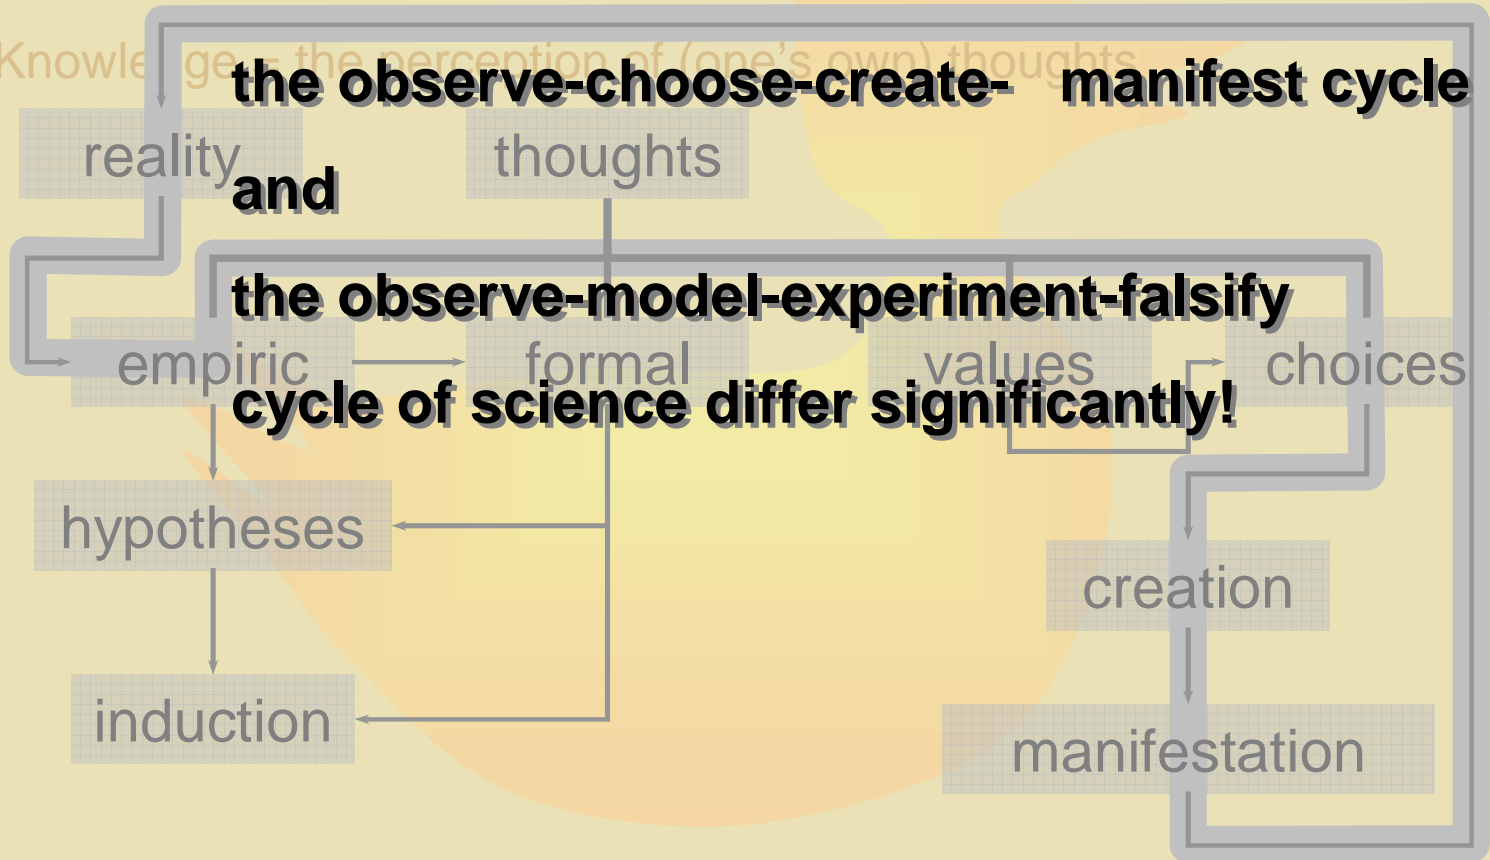 Knowledge = the perception of (one's own) thoughts
the observe-choose-create- manifest cycle
reality
thoughts
and
the observe-model-experiment-falsify
empiric
formal
values
choices
cycle of science differ significantly!
hypotheses
creation
induction
manifestation